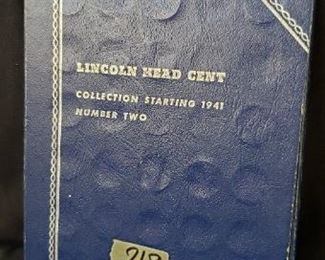 LINCOLN HEAD CENT
COLLECTION STARTING 1941
NUMBER TWO